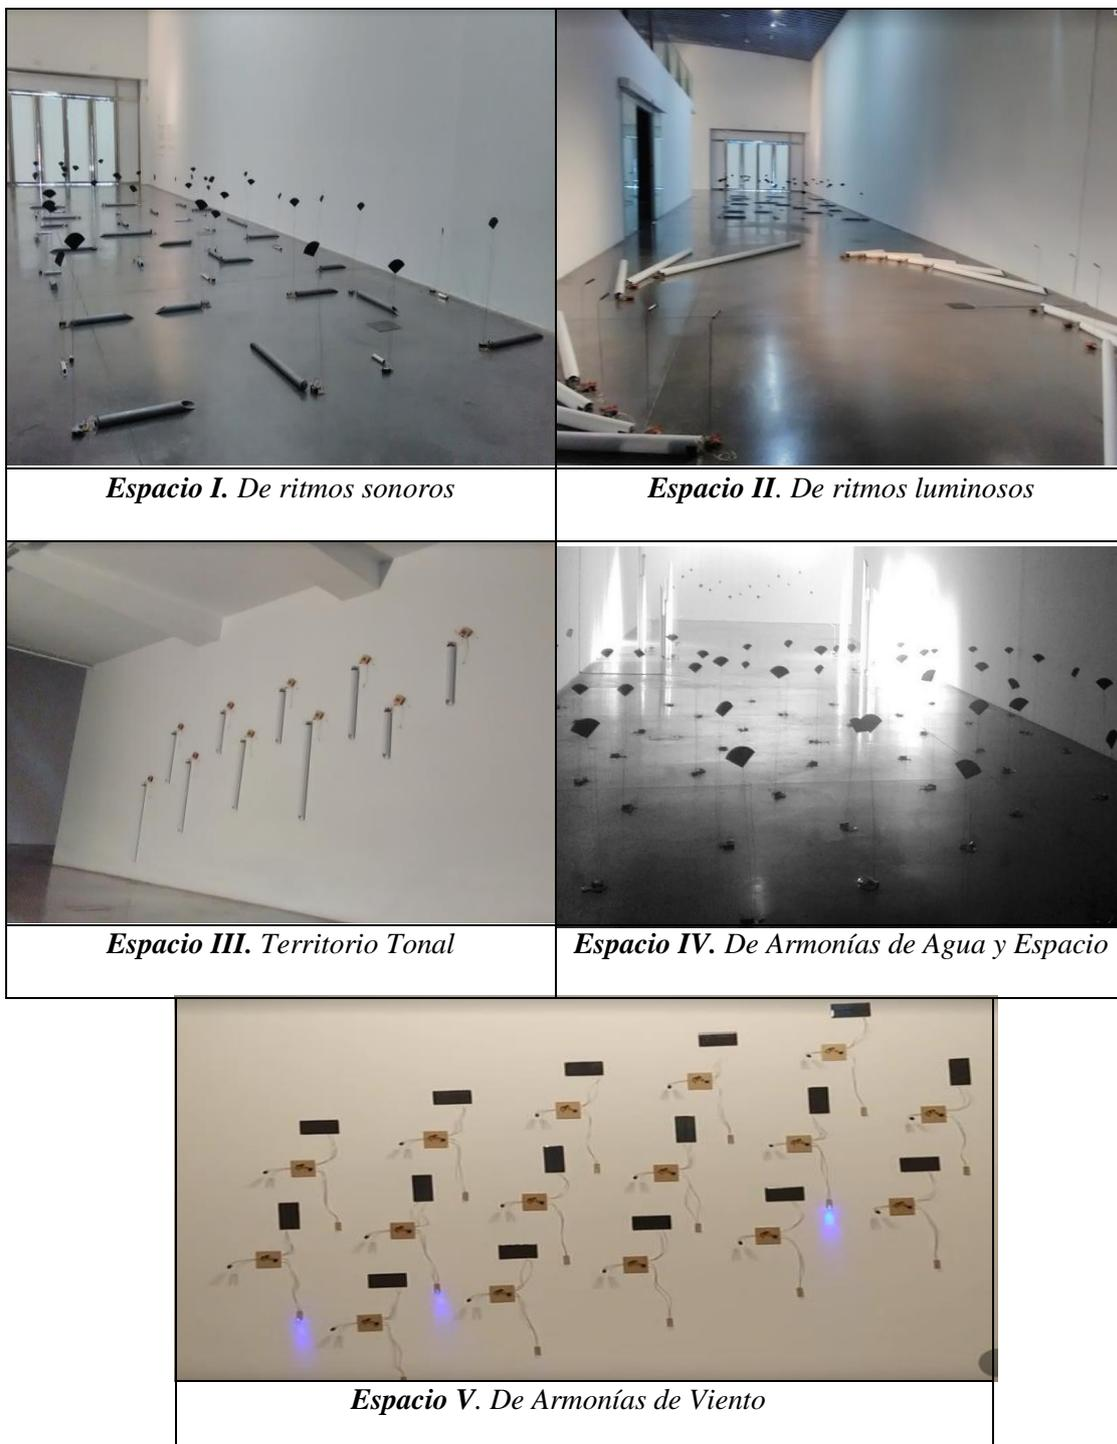 Espacio I. De ritmos sonoros
Espacio II. De ritmos luminosos
Espacio III. Territorio Tonal
Espacio IV. De Armonías de Agua y Espacio
Espacio V. De Armonías de Viento